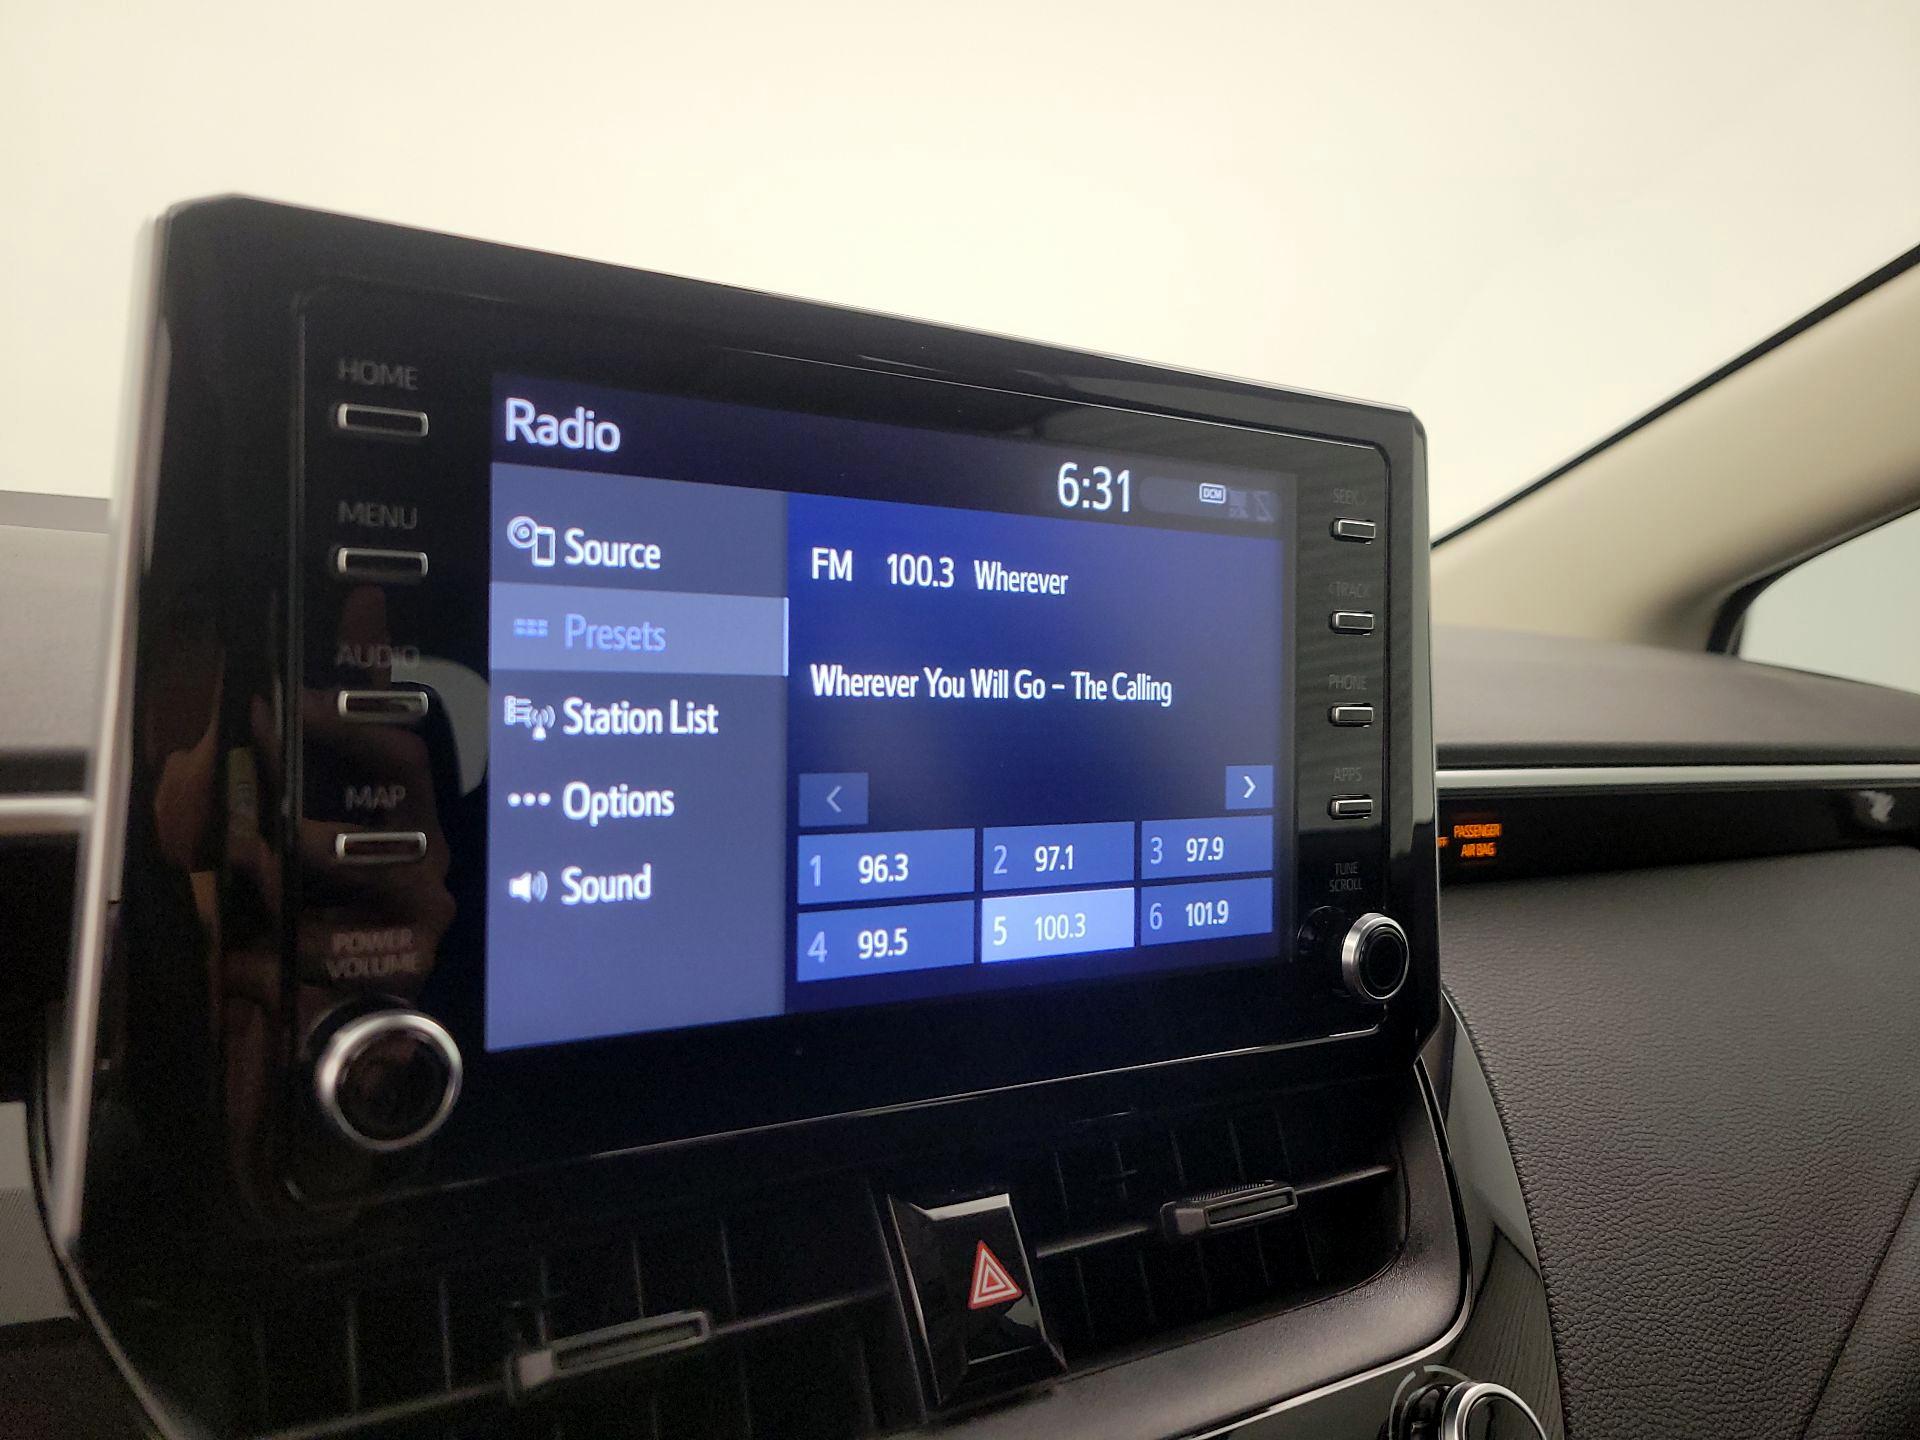 HOME
MENU
AUDIO
MAP
POWER
VOLUME
Radio
6:31
DCM
Source
Presets
Station List
Options
Sound
FM 100.3 Wherever
Wherever You Will Go – The Calling
< >
1 96.3 2 97.1 3 97.9
4 99.5 5 100.3 6 101.9
SEEK >
< TRACK
PHONE
APPS
TUNE
SCROLL
PASSENGER
AIR BAG